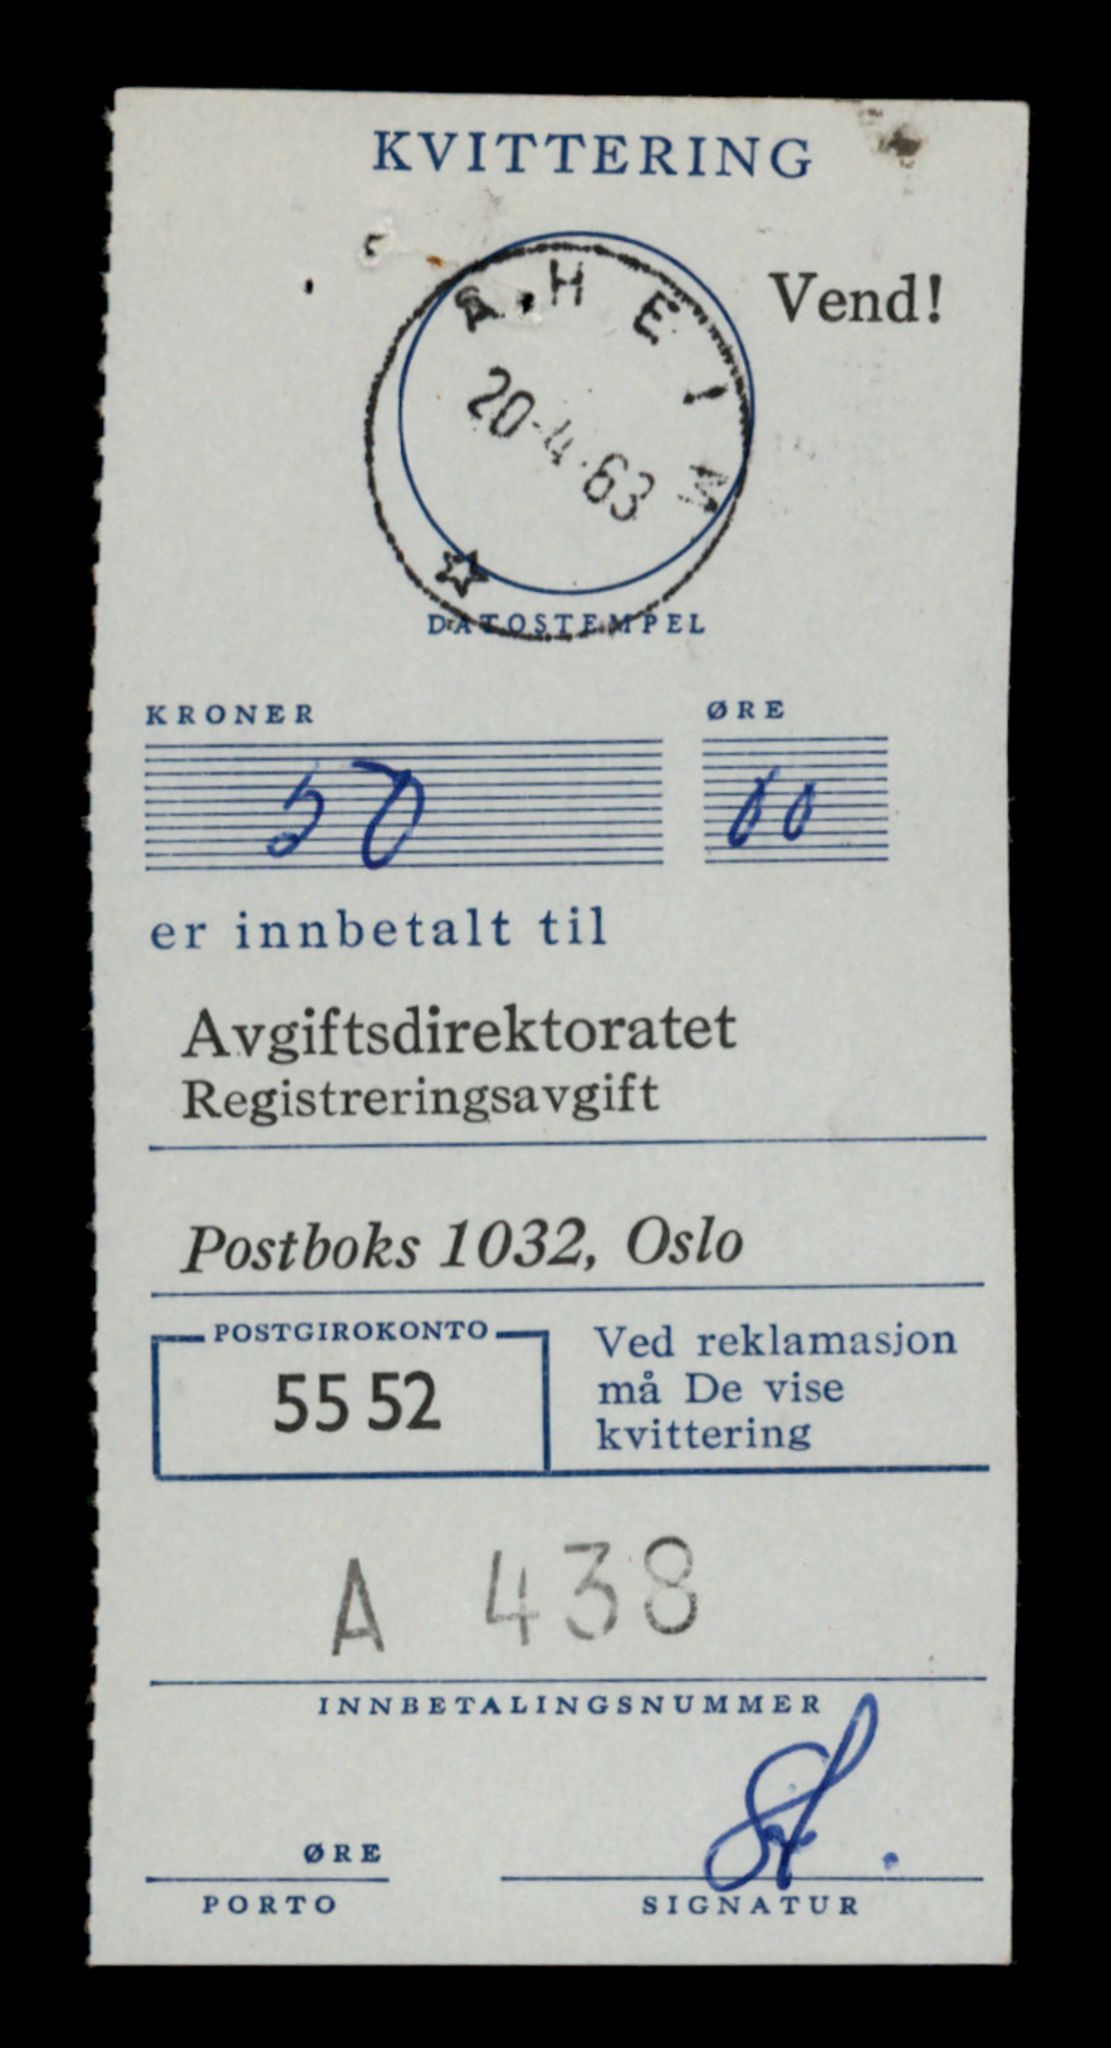 KVITTERING
Vend!
ÅHEIM
20-4-63
DATOSTEMPEL
KRONER ØRE
50 00
er innbetalt til
Avgiftsdirektoratet
Registreringsavgift
Postboks 1032, Oslo
POSTGIROKONTO
55 52
Ved reklamasjon
må De vise
kvittering
A 438
INNBETALINGSNUMMER
ØRE
PORTO
SIGNATUR